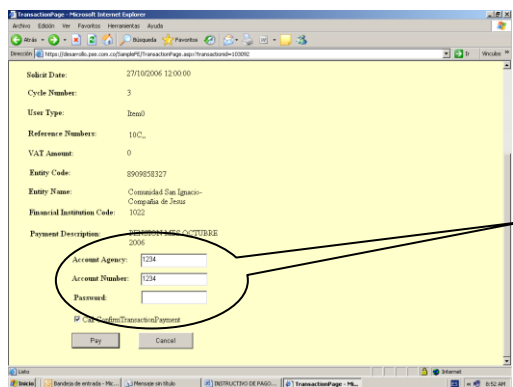 TransactionPage - Microsoft Internet Explorer
Archivo Edición Ver Favoritos Herramientas Ayuda
Atrás Búsqueda Favoritos
Dirección https://desarrollo.pse.com.co/SamplePE/TransactionPage.aspx?transactionid=103092 Ir Vínculos
Solicit Date: 27/10/2006 12:00:00
Cycle Number: 3
User Type: Item0
Reference Numbers: 10C,,
VAT Amount: 0
Entity Code: 8909858327
Entity Name: Comunidad San Ignacio-
Compañia de Jesus
Financial Institution Code: 1022
Payment Description: PENSION MES OCTUBRE
2006
Account Agency: 1234
Account Number: 1234
Password:
Call ConfirmTransactionPayment
Pay Cancel
Listo Internet
Inicio Bandeja de entrada - Mic... Mensaje sin título INSTRUCTIVO DE PAGO... TransactionPage - Mi... 8:52 AM